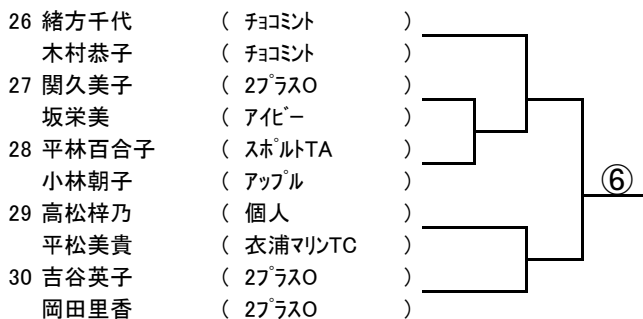 26 緒方千代 ( ﾁｮｺﾐﾝﾄ )
木村恭子 ( ﾁｮｺﾐﾝﾄ )
27 関久美子 ( 2ﾌﾟﾗｽO )
坂栄美 ( ｱｲﾋﾞｰ )
28 平林百合子 ( ｽﾎﾟﾙﾄTA )
小林朝子 ( ｱｯﾌﾟﾙ )
⑥
29 高松梓乃 ( 個人 )
平松美貴 ( 衣浦ﾏﾘﾝTC )
30 吉谷英子 ( 2ﾌﾟﾗｽO )
岡田里香 ( 2ﾌﾟﾗｽO )